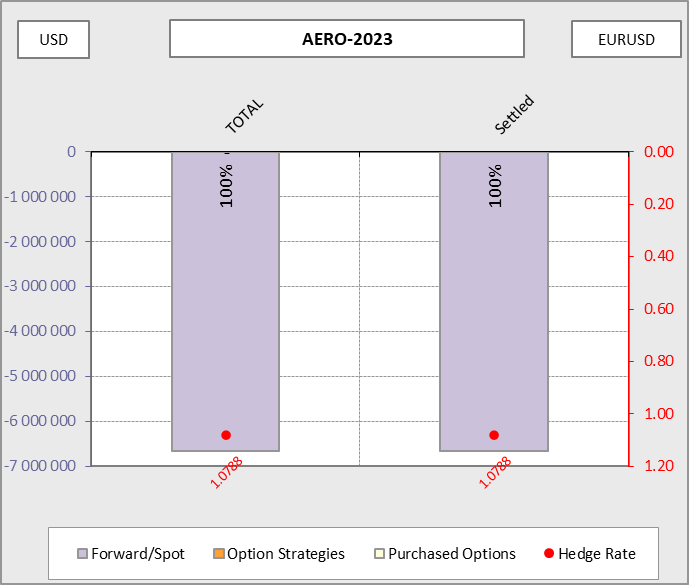 USD
AERO-2023
EURUSD
TOTAL
Settled
0
-1 000 000
-2 000 000
-3 000 000
-4 000 000
-5 000 000
-6 000 000
-7 000 000
100% -
100%
0.00
0.20
0.40
0.60
0.80
1.00
1.20
1.0788
1.0788
Forward/Spot
Option Strategies
Purchased Options
Hedge Rate